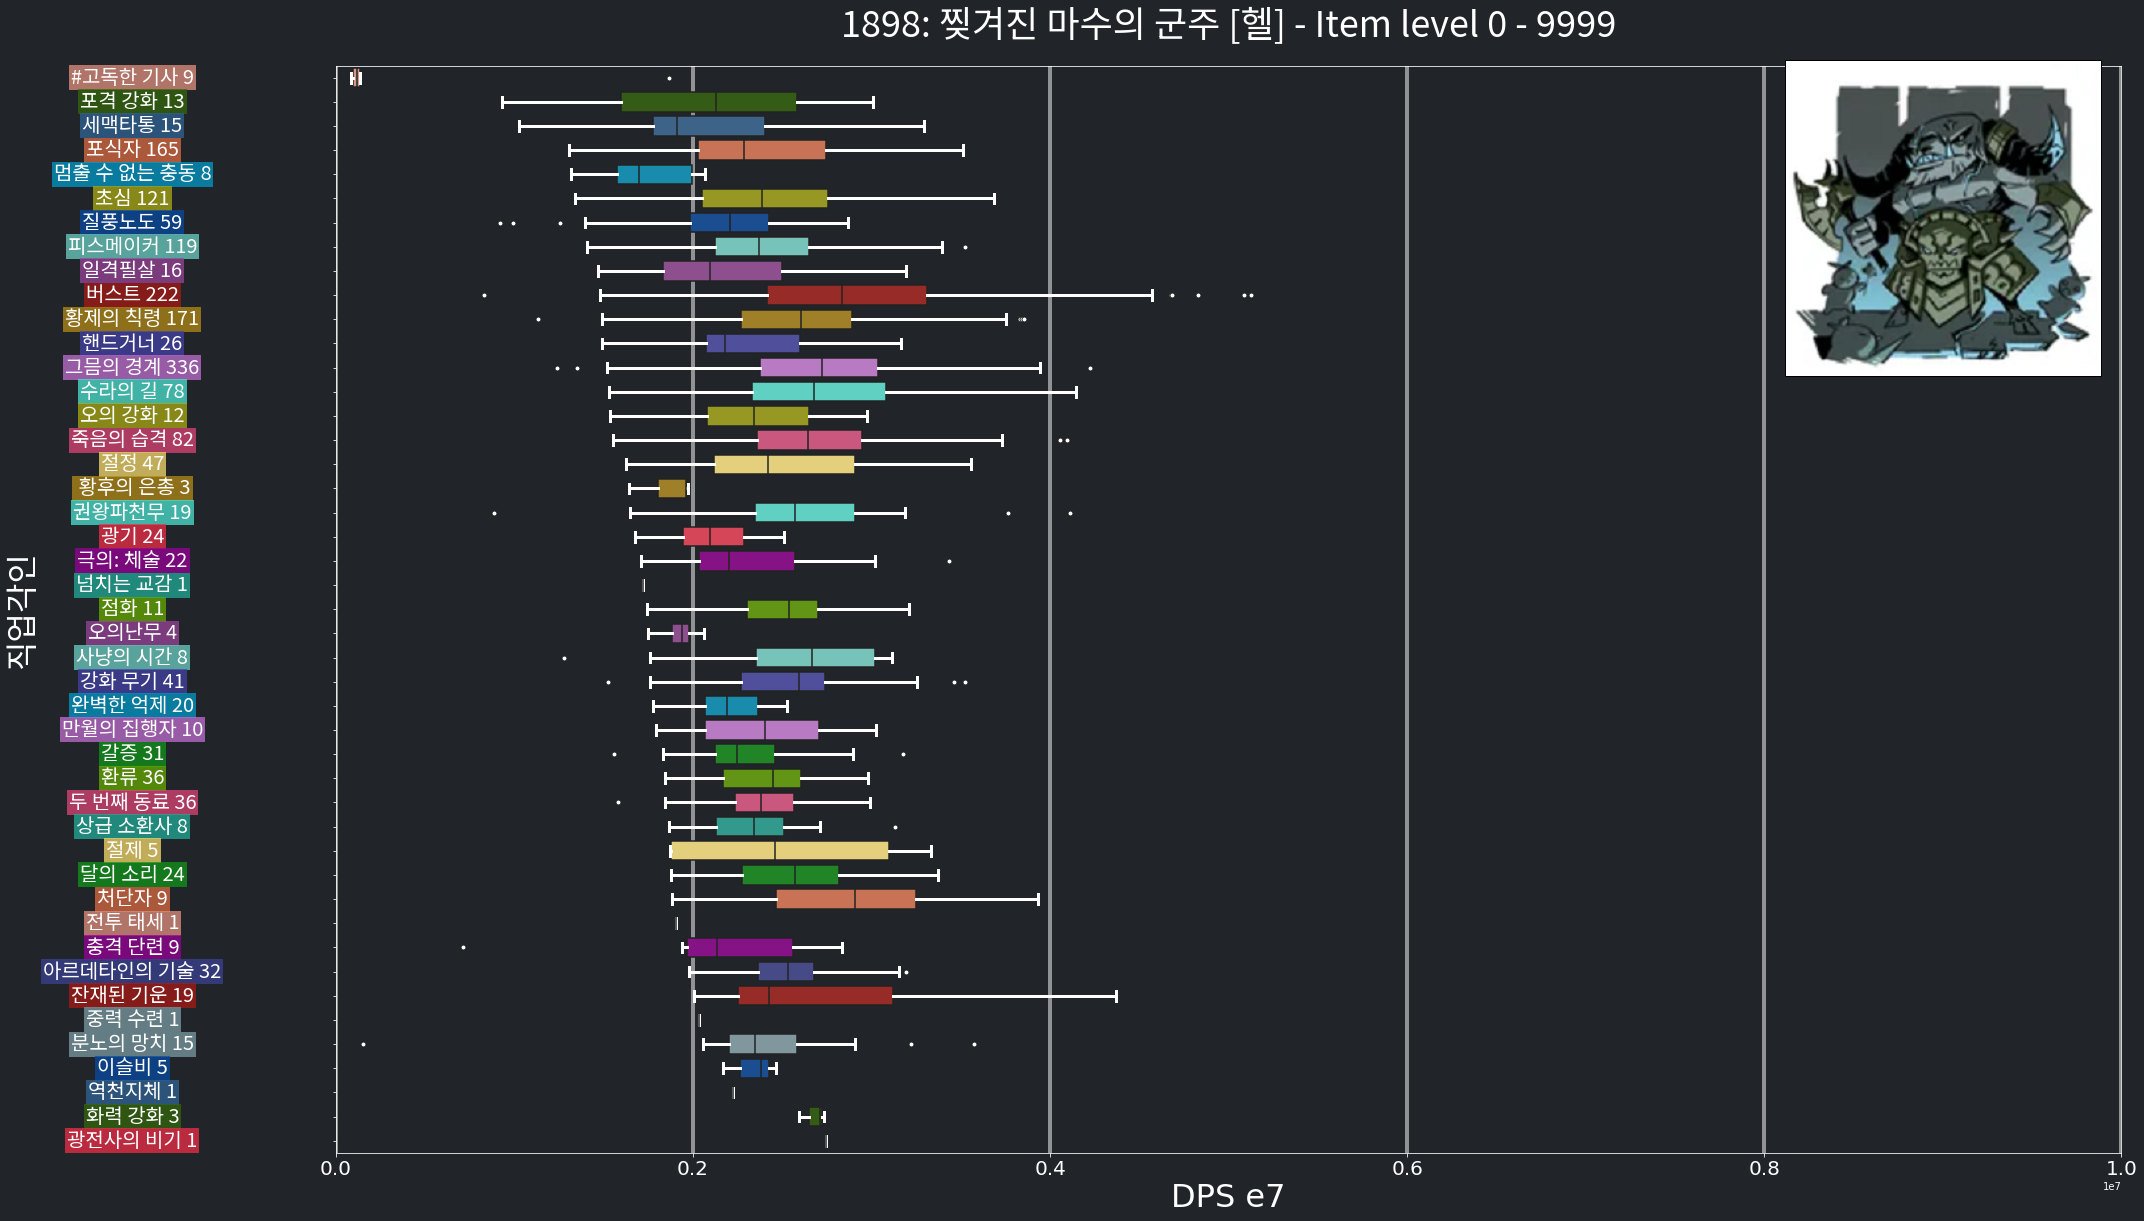 1898: 찢겨진 마수의 군주 [헬] - Item level 0 - 9999
#고독한 기사 9
포격 강화 13
세맥타통 15
포식자 165
멈출 수 없는 충동 8
초심 121
질풍노도 59
피스메이커 119
일격필살 16
버스트 222
황제의 칙령 171
핸드거너 26
그믐의 경계 336
수라의 길 78
오의 강화 12
죽음의 습격 82
절정 47
황후의 은총 3
권왕파천무 19
광기 24
극의: 체술 22
넘치는 교감 1
점화 11
오의난무 4
사냥의 시간 8
강화 무기 41
완벽한 억제 20
만월의 집행자 10
갈증 31
환류 36
두 번째 동료 36
상급 소환사 8
절제 5
달의 소리 24
처단자 9
전투 태세 1
충격 단련 9
아르데타인의 기술 32
잔재된 기운 19
중력 수련 1
분노의 망치 15
이슬비 5
역천지체 1
화력 강화 3
광전사의 비기 1
직업각인
0.0 0.2 0.4 0.6 0.8 1.0
1e7
DPS e7